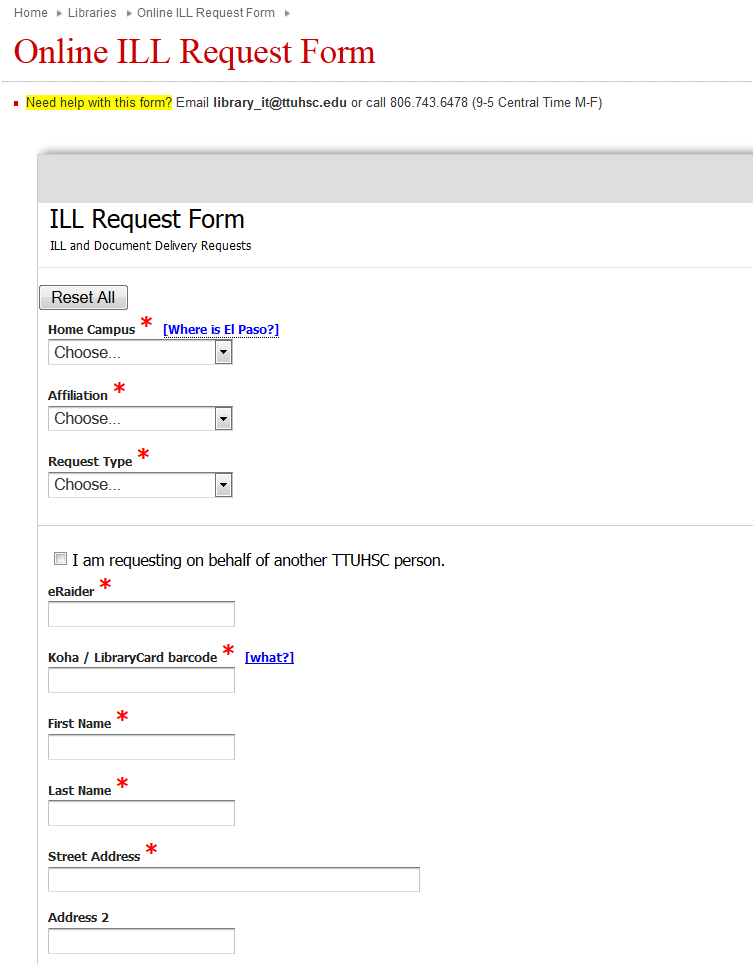 Home Libraries Online ILL Request Form
Online ILL Request Form
Need help with this form? Email library_it@ttuhsc.edu or call 806.743.6478 (9-5 Central Time M-F)
ILL Request Form
ILL and Document Delivery Requests
Reset All
Home Campus * [Where is El Paso?]
Choose...
Affiliation *
Choose...
Request Type *
Choose...
I am requesting on behalf of another TTUHSC person.
eRaider *
Koha / LibraryCard barcode * [what?]
First Name *
Last Name *
Street Address *
Address 2